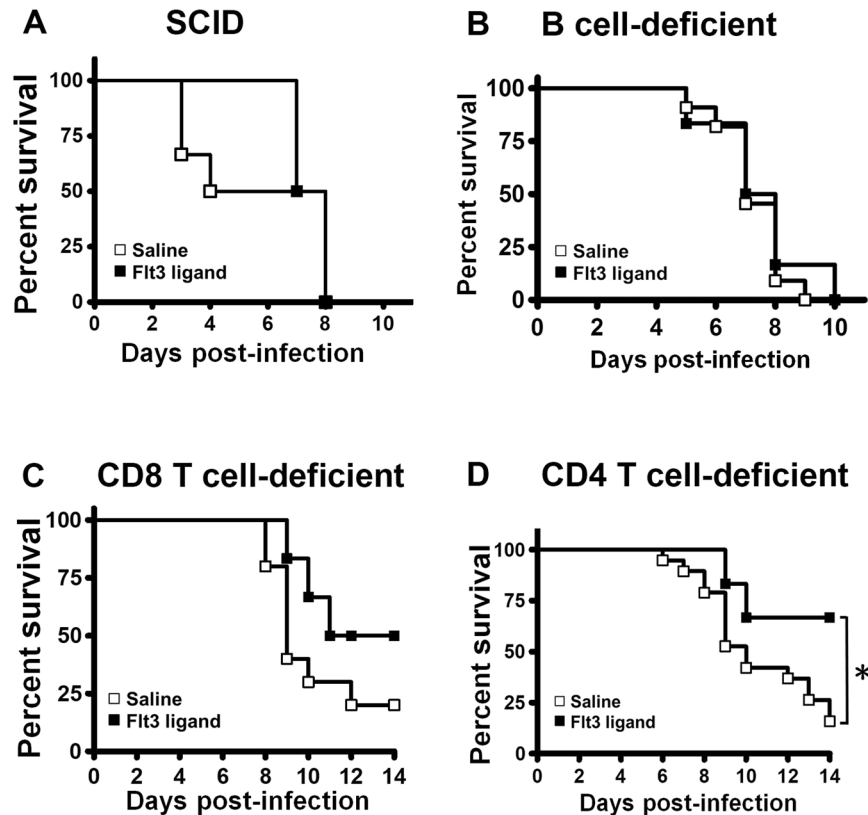 A SCID
Percent survival
100
75
50
25
0
Saline
Flt3 ligand
0 2 4 6 8 10
Days post-infection
B B cell-deficient
Percent survival
100
75
50
25
0
Saline
Flt3 ligand
0 2 4 6 8 10
Days post-infection
C CD8 T cell-deficient
Percent survival
100
75
50
25
0
Saline
Flt3 ligand
0 2 4 6 8 10 12 14
Days post-infection
D CD4 T cell-deficient
Percent survival
100
75
50
25
0
Saline
Flt3 ligand
*
0 2 4 6 8 10 12 14
Days post-infection